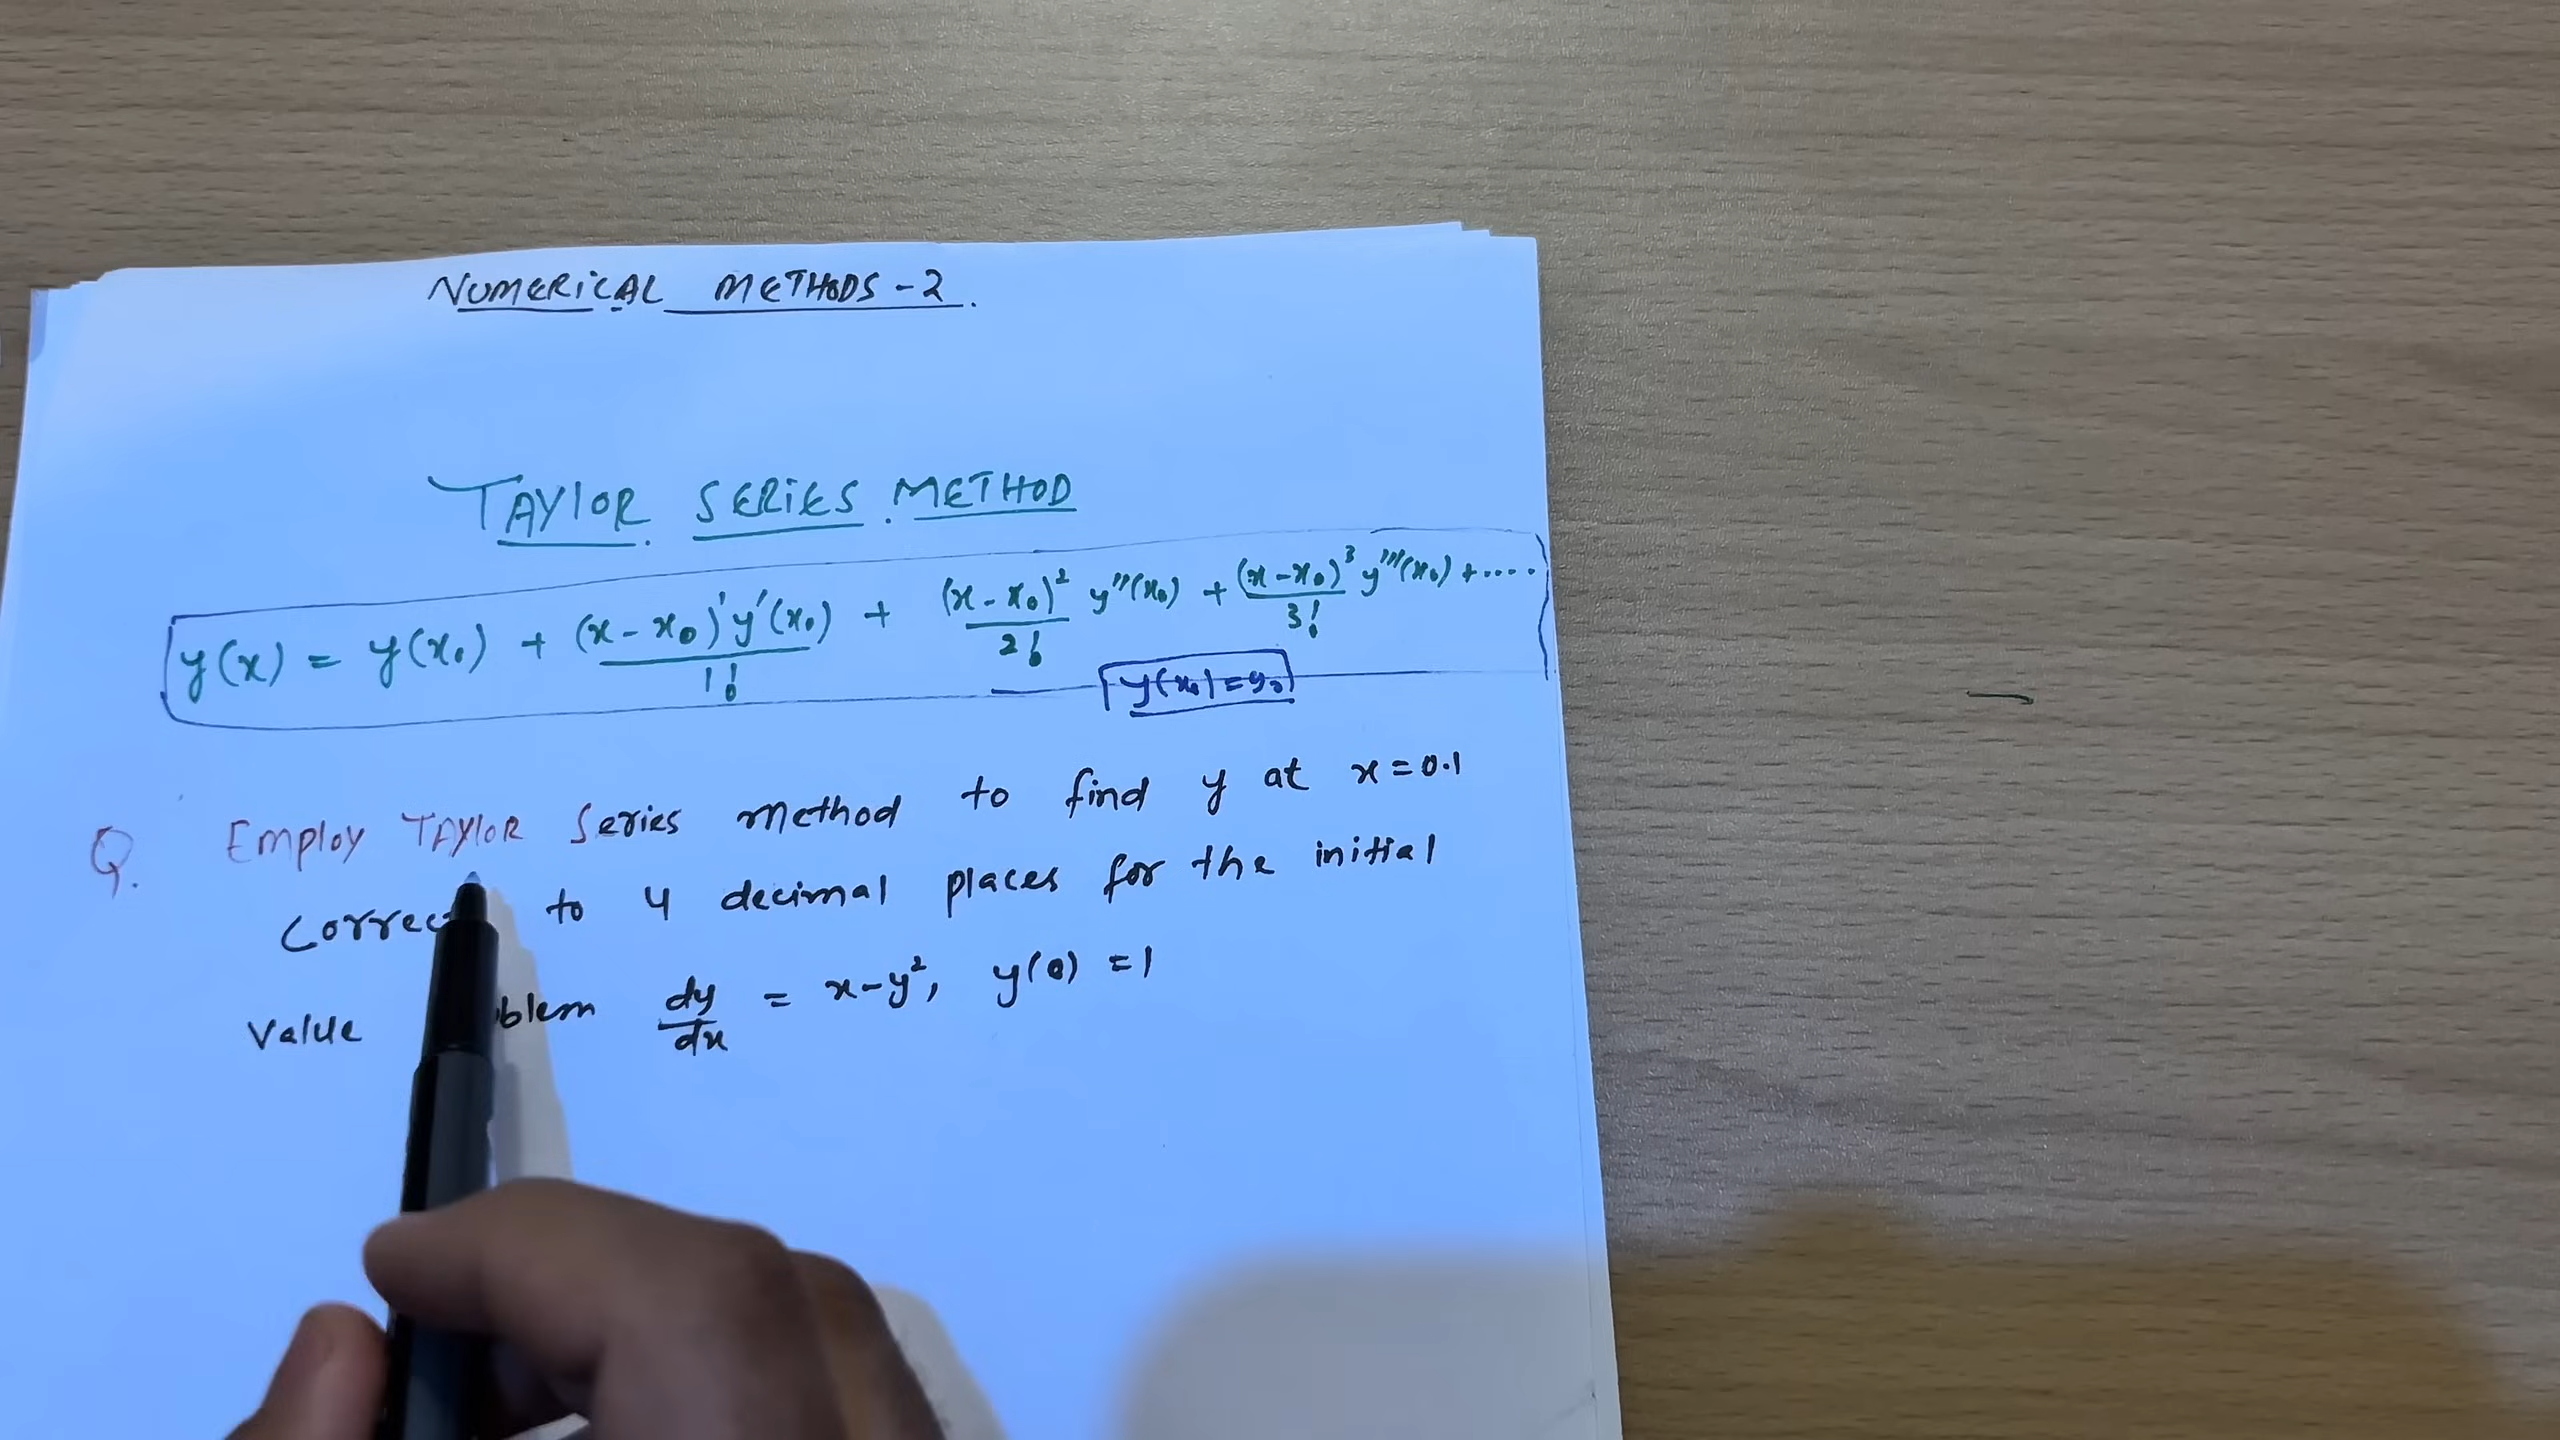 NUMERICAL METHODS-2.
TAYLOR SERIES METHOD
y(x) = y(x₀) + (x-x₀)'y'(x₀)/1! + (x-x₀)²/2! y''(x₀) + (x-x₀)³/3! y'''(x₀) + ....
y(x₀)=y₀
Q. Employ TAYLOR Series method to find y at x=0.1
Correct to 4 decimal places for the initial
Value blem dy/dx = x-y², y(0) =1